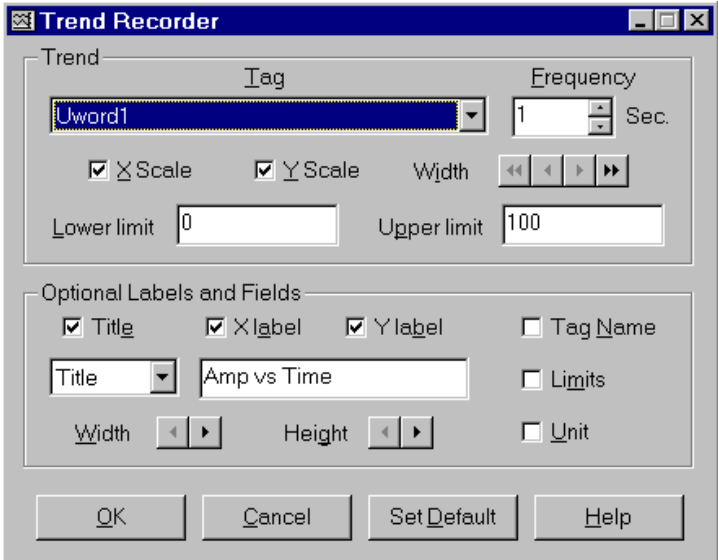 Trend Recorder
Trend
Tag Frequency
Uword1 1 Sec.
X Scale Y Scale Width
Lower limit 0 Upper limit 100
Optional Labels and Fields
Title X label Y label Tag Name
Title Amp vs Time Limits
Width Height Unit
OK Cancel Set Default Help